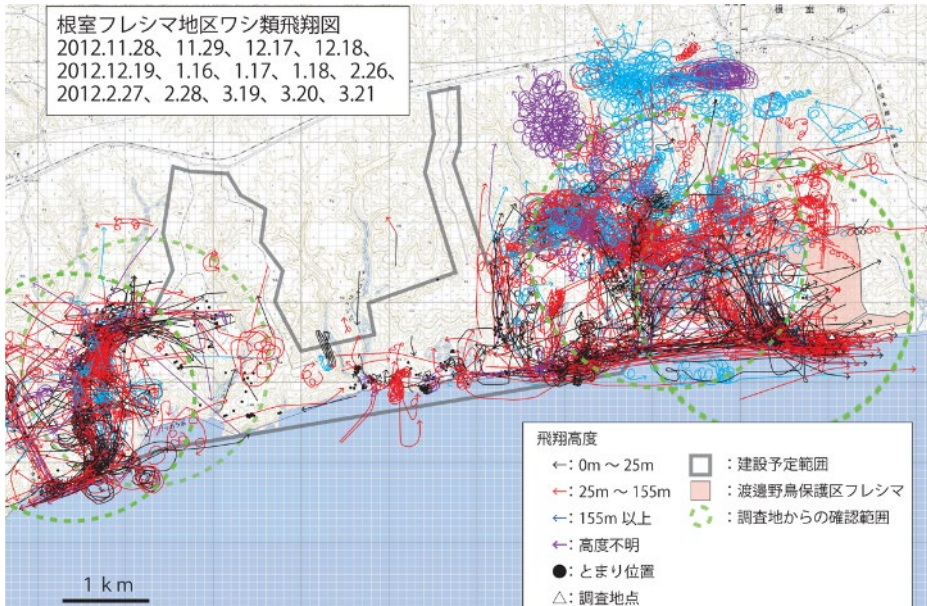 根室フレシマ地区ワシ類飛翔図
2012.11.28、11.29、12.17、12.18、
2012.12.19、1.16、1.17、1.18、2.26、
2012.2.27、2.28、3.19、3.20、3.21
根室市
飛翔高度
←：0m ～ 25m
←：25m ～ 155m
←：155m 以上
←：高度不明
●：とまり位置
△：調査地点
：建設予定範囲
：渡邊野鳥保護区フレシマ
：調査地からの確認範囲
1 km